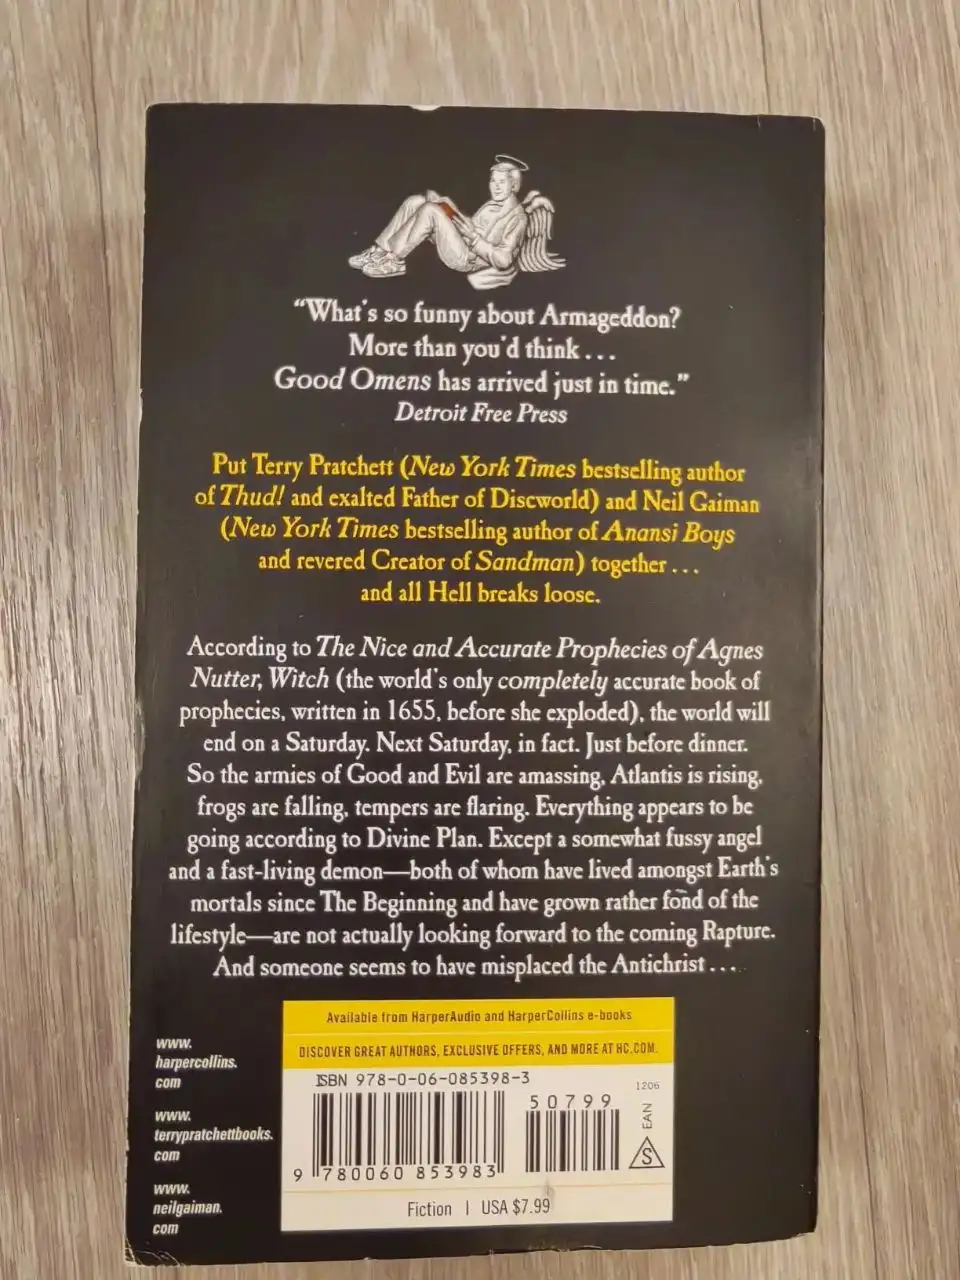 “What's so funny about Armageddon?
More than you'd think . . .
Good Omens has arrived just in time.”
Detroit Free Press
Put Terry Pratchett (New York Times bestselling author
of Thud! and exalted Father of Discworld) and Neil Gaiman
(New York Times bestselling author of Anansi Boys
and revered Creator of Sandman) together . . .
and all Hell breaks loose.
According to The Nice and Accurate Prophecies of Agnes
Nutter, Witch (the world's only completely accurate book of
prophecies, written in 1655, before she exploded), the world will
end on a Saturday. Next Saturday, in fact. Just before dinner.
So the armies of Good and Evil are amassing, Atlantis is rising,
frogs are falling, tempers are flaring. Everything appears to be
going according to Divine Plan. Except a somewhat fussy angel
and a fast-living demon—both of whom have lived amongst Earth's
mortals since The Beginning and have grown rather fond of the
lifestyle—are not actually looking forward to the coming Rapture.
And someone seems to have misplaced the Antichrist . . . .
www.
harpercollins.
com
www.
terrypratchettbooks.
com
www.
neilgaiman.
com
Available from HarperAudio and HarperCollins e-books
DISCOVER GREAT AUTHORS, EXCLUSIVE OFFERS, AND MORE AT HC.COM.
ISBN 978-0-06-085398-3
50799
1206
EAN
S
9 780060 853983
Fiction | USA $7.99